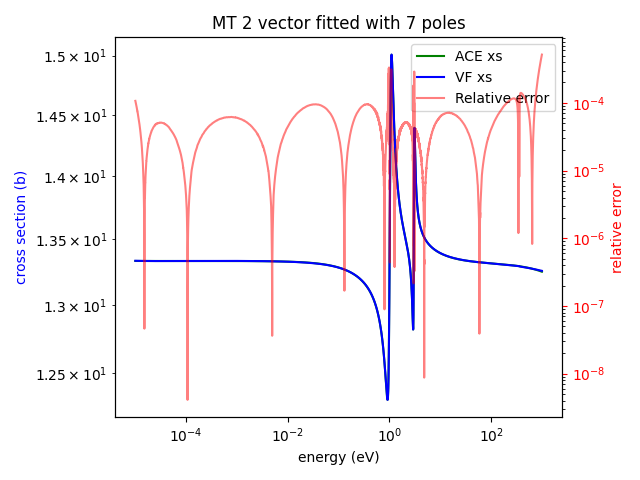 MT 2 vector fitted with 7 poles
ACE xs
VF xs
Relative error
cross section (b)
1.5 × 10¹
1.45 × 10¹
1.4 × 10¹
1.35 × 10¹
1.3 × 10¹
1.25 × 10¹
10⁻⁴
10⁻⁵
10⁻⁶
10⁻⁷
10⁻⁸
relative error
10⁻⁴ 10⁻² 10⁰ 10²
energy (eV)